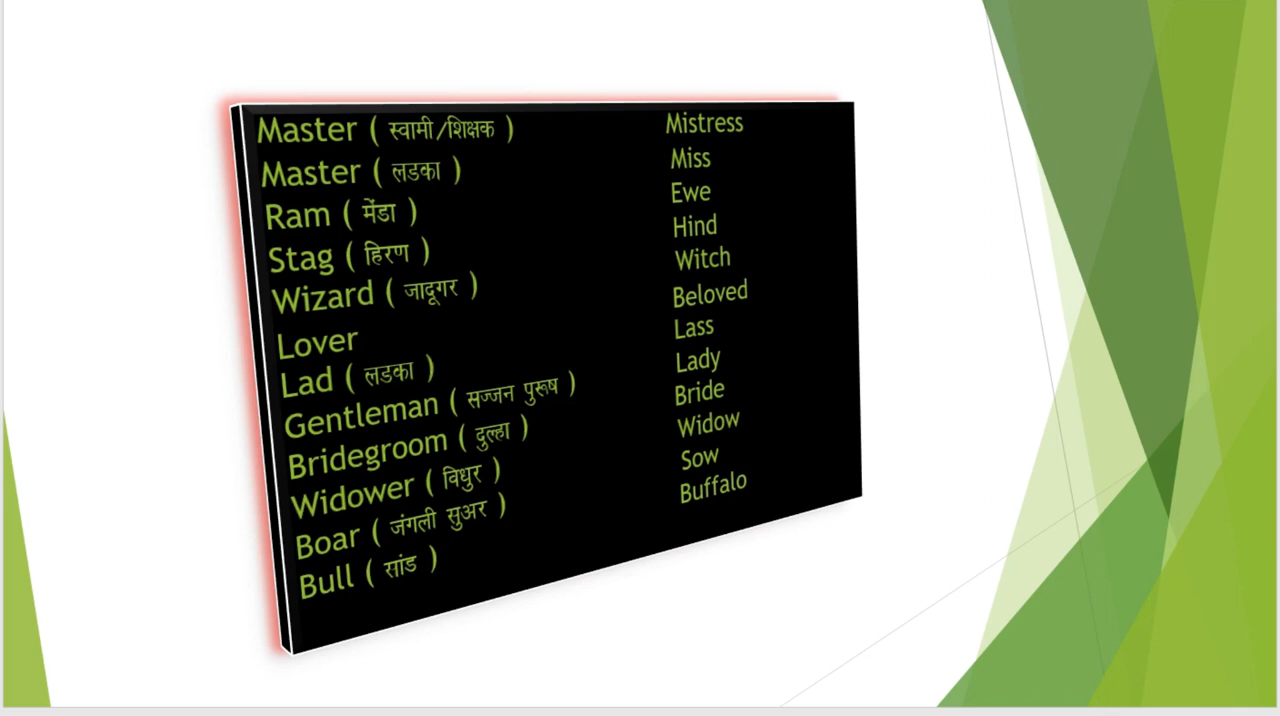 Master ( स्वामी/शिक्षक ) Mistress
Master ( लडका ) Miss
Ram ( मेंडा ) Ewe
Stag ( हिरण ) Hind
Wizard ( जादूगर ) Witch
Lover Beloved
Lad ( लडका ) Lass
Gentleman ( सज्जन पुरूष ) Lady
Bridegroom ( दुल्हा ) Bride
Widower ( विधुर ) Widow
Boar ( जंगली सुअर ) Sow
Bull ( सांड ) Buffalo